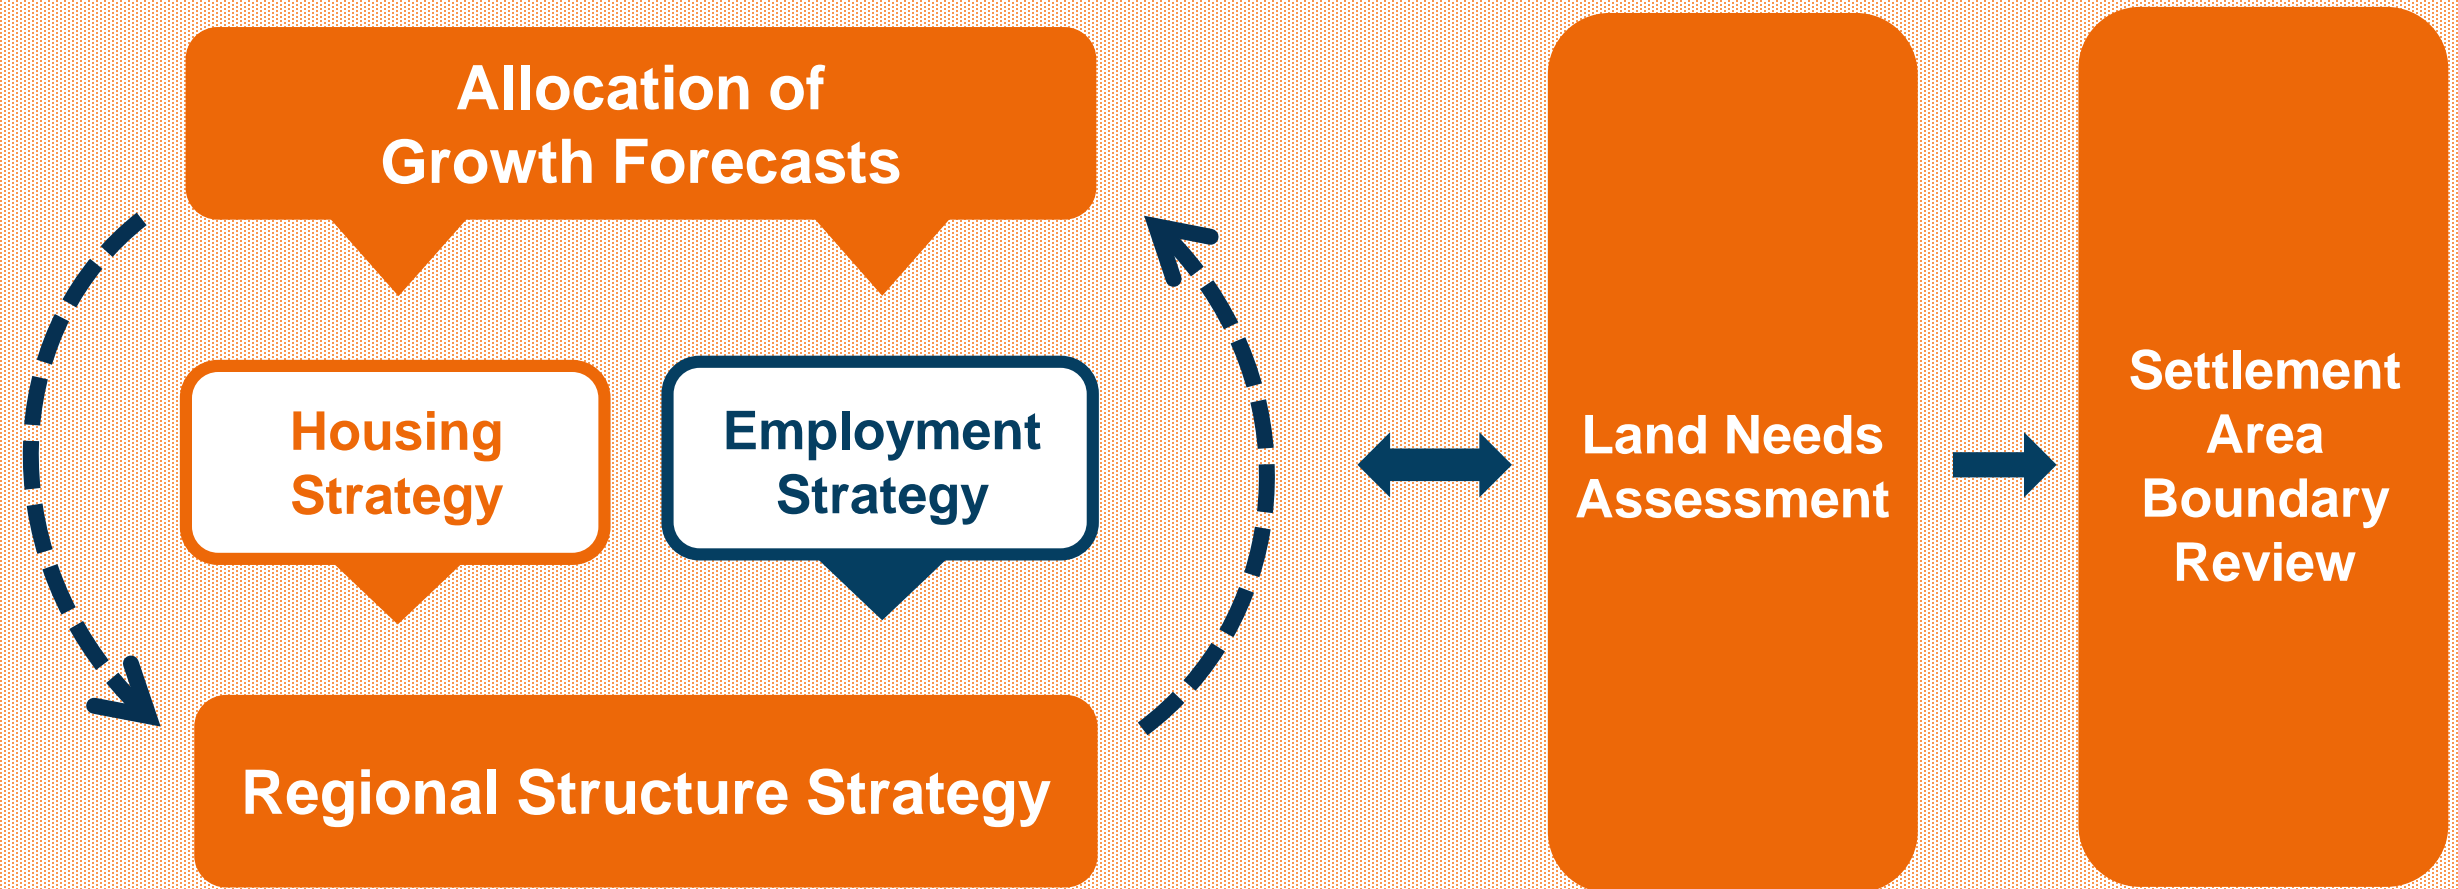 Allocation of
Growth Forecasts
Housing
Strategy
Employment
Strategy
Regional Structure Strategy
Land Needs
Assessment
Settlement
Area
Boundary
Review